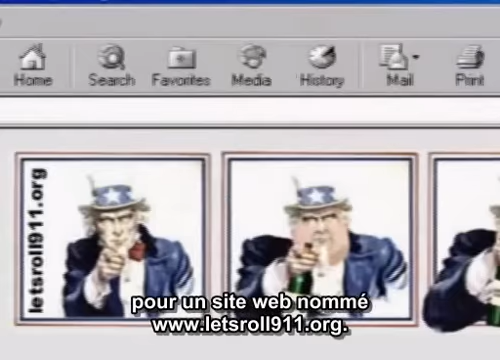 Home Search Favorites Media History Mail Print
letsroll911.org
pour un site web nommé
www.letsroll911.org.